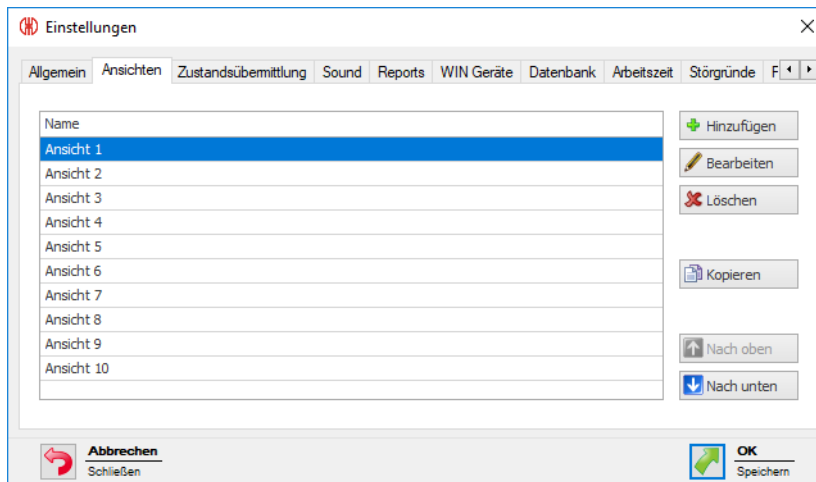 Einstellungen
Allgemein Ansichten Zustandsübermittlung Sound Reports WIN Geräte Datenbank Arbeitszeit Störgründe F
Name
Ansicht 1
Ansicht 2
Ansicht 3
Ansicht 4
Ansicht 5
Ansicht 6
Ansicht 7
Ansicht 8
Ansicht 9
Ansicht 10
Hinzufügen
Bearbeiten
Löschen
Kopieren
Nach oben
Nach unten
Abbrechen
Schließen
OK
Speichern